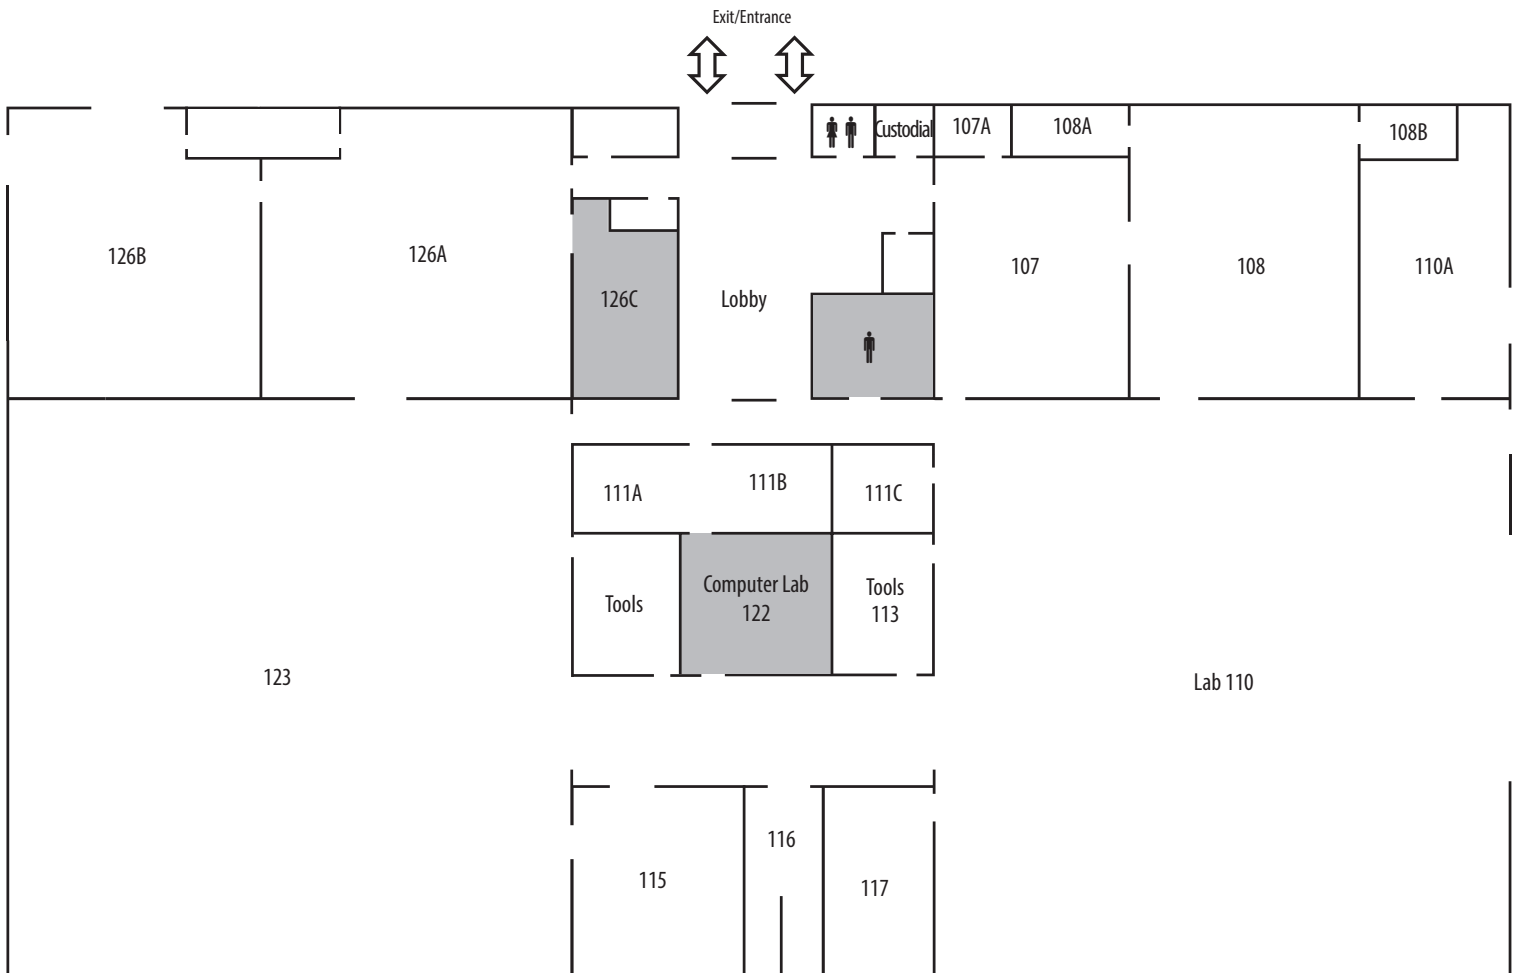 Exit/Entrance
Custodial
107A
108A
108B
126B
126A
126C
Lobby
107
108
110A
111A
111B
111C
Computer Lab
122
Tools
Tools
113
123
Lab 110
115
116
117